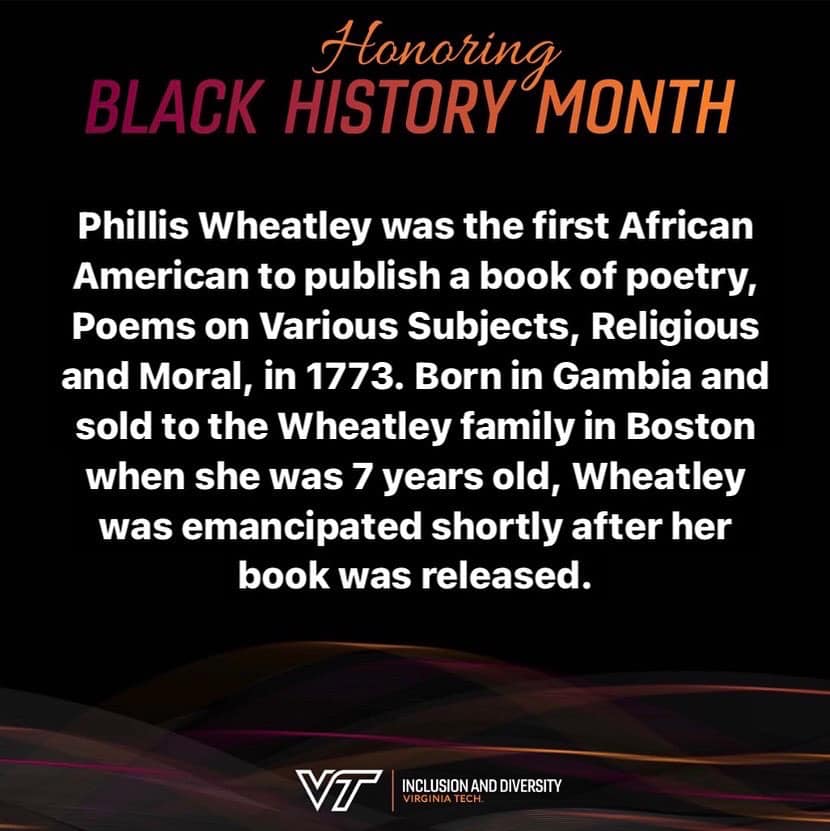 Honoring
BLACK HISTORY MONTH
Phillis Wheatley was the first African
American to publish a book of poetry,
Poems on Various Subjects, Religious
and Moral, in 1773. Born in Gambia and
sold to the Wheatley family in Boston
when she was 7 years old, Wheatley
was emancipated shortly after her
book was released.
VT
INCLUSION AND DIVERSITY
VIRGINIA TECH.